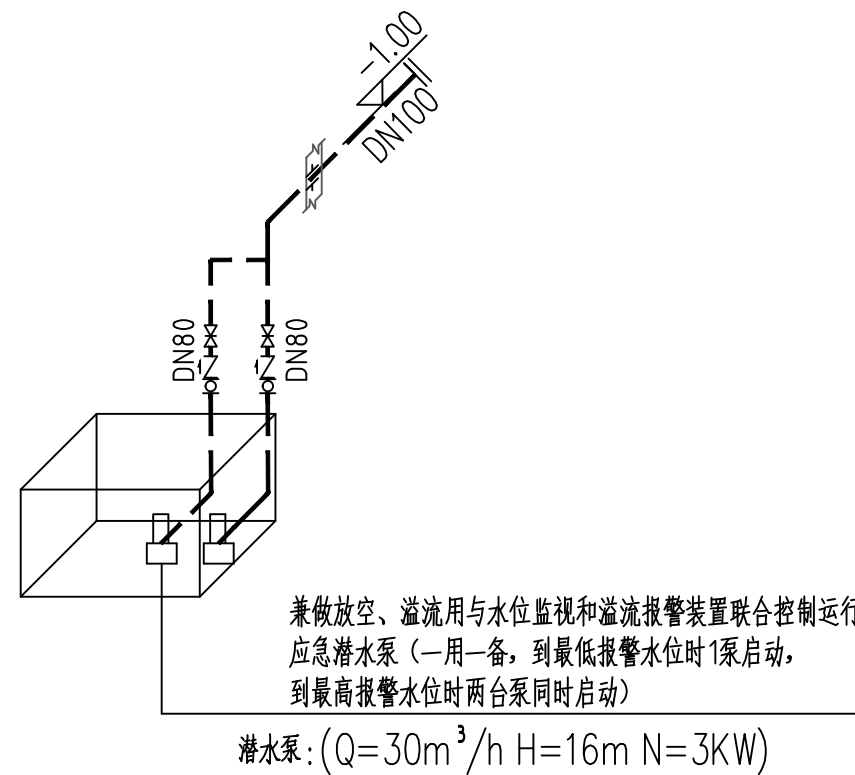 -1.00
DN100
DN80
DN80
兼做放空、溢流用与水位监视和溢流报警装置联合控制运行
应急潜水泵（一用一备，到最低报警水位时1泵启动，
到最高报警水位时两台泵同时启动）
潜水泵:(Q=30m³/h H=16m N=3KW)